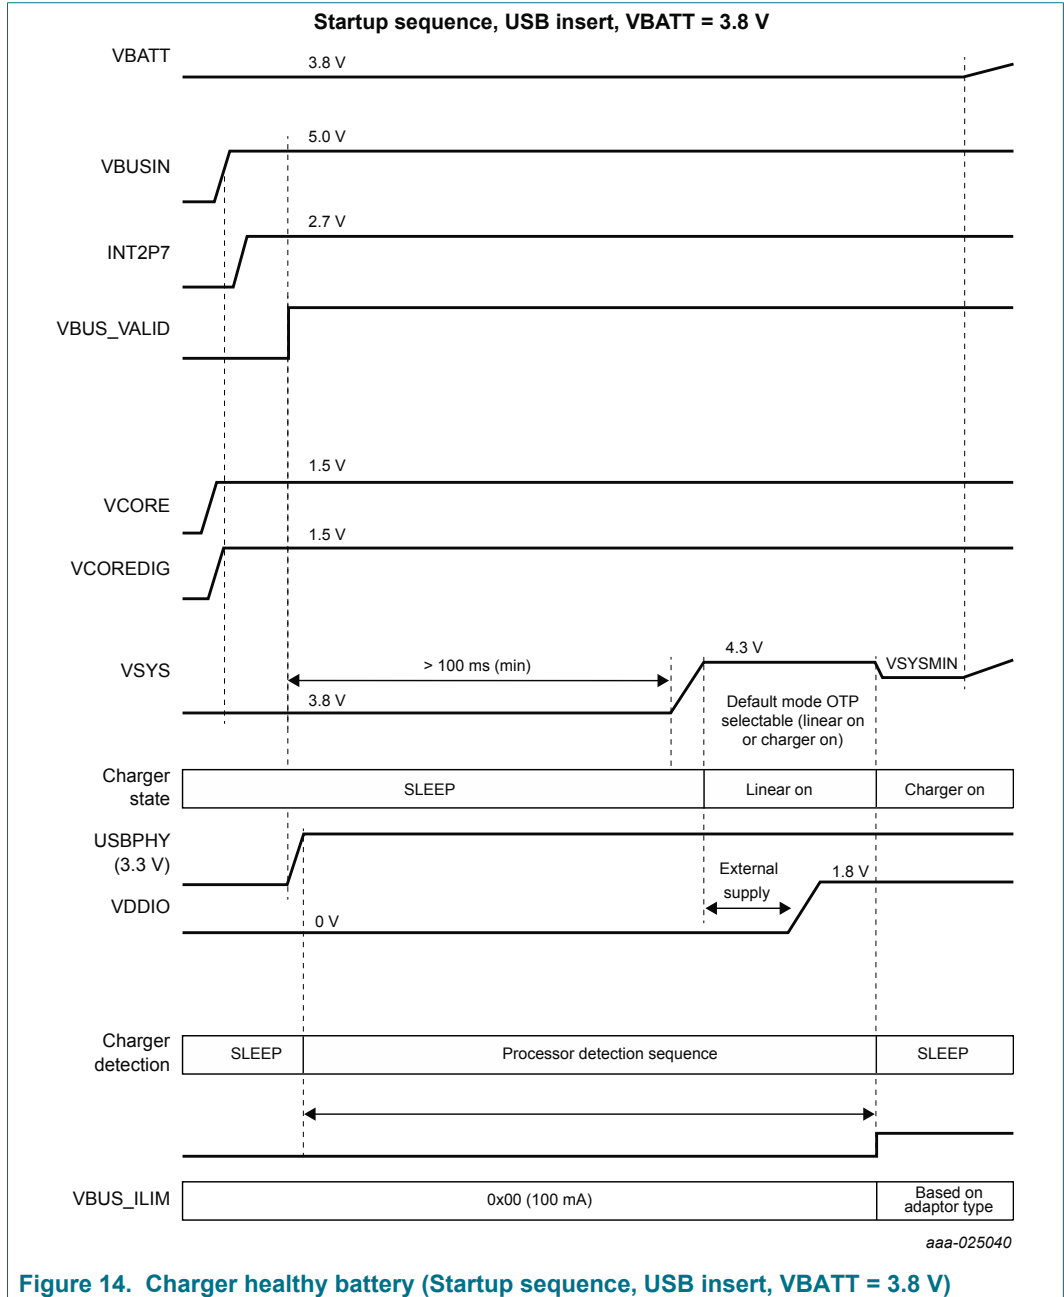 Startup sequence, USB insert, VBATT = 3.8 V
VBATT
3.8 V
5.0 V
VBUSIN
2.7 V
INT2P7
VBUS_VALID
1.5 V
VCORE
1.5 V
VCOREDIG
4.3 V
VSYS
> 100 ms (min)
VSYSMIN
3.8 V
Default mode OTP
selectable (linear on
or charger on)
Charger
state
SLEEP
Linear on
Charger on
USBPHY
(3.3 V)
External
supply
1.8 V
VDDIO
0 V
Charger
detection
SLEEP
Processor detection sequence
SLEEP
VBUS_ILIM
0x00 (100 mA)
Based on
adaptor type
aaa-025040
Figure 14. Charger healthy battery (Startup sequence, USB insert, VBATT = 3.8 V)